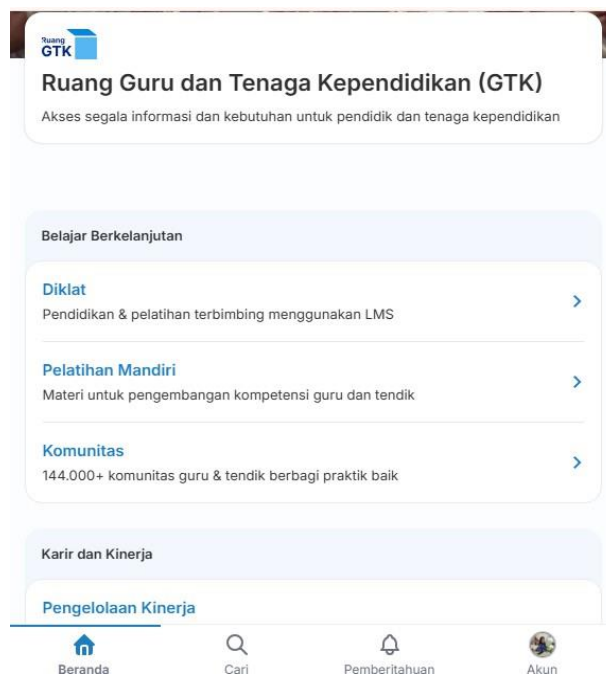 Ruang
GTK
Ruang Guru dan Tenaga Kependidikan (GTK)
Akses segala informasi dan kebutuhan untuk pendidik dan tenaga kependidikan
Belajar Berkelanjutan
Diklat
Pendidikan & pelatihan terbimbing menggunakan LMS
Pelatihan Mandiri
Materi untuk pengembangan kompetensi guru dan tendik
Komunitas
144.000+ komunitas guru & tendik berbagi praktik baik
Karir dan Kinerja
Pengelolaan Kinerja
Beranda
Cari
Pemberitahuan
Akun